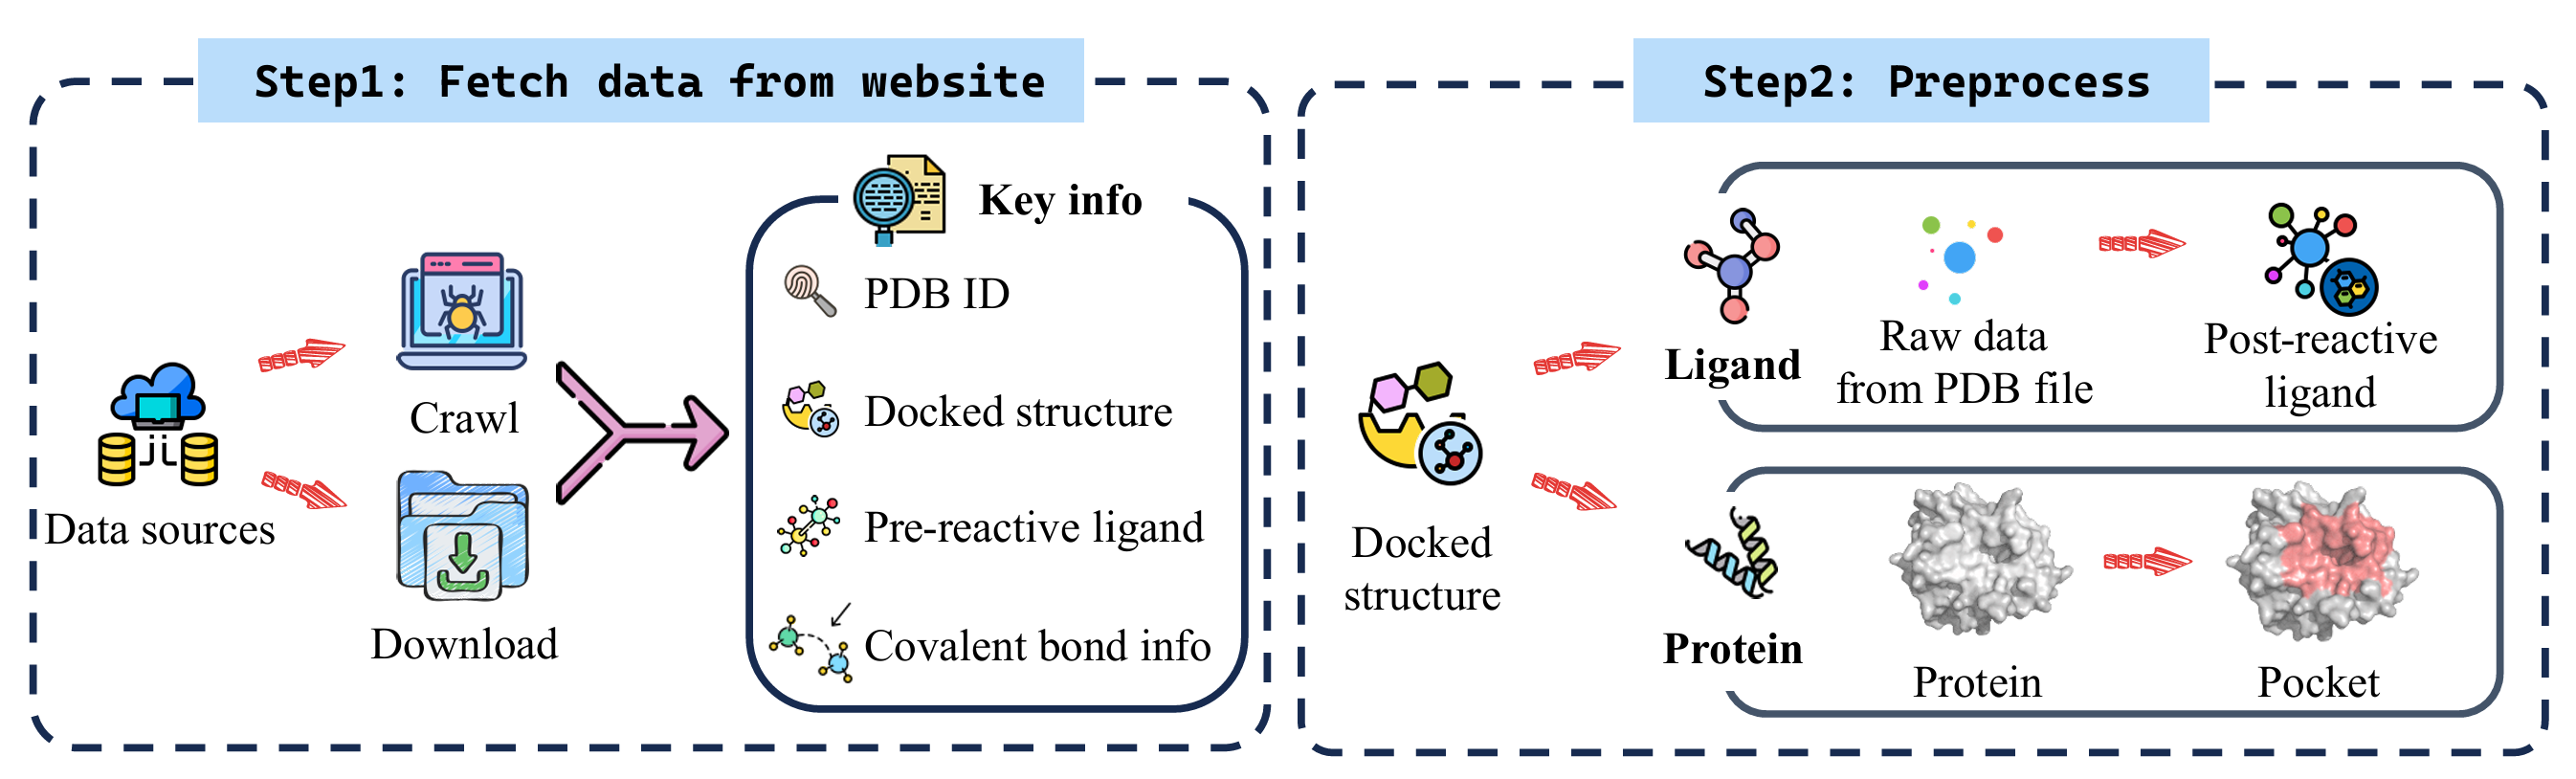 Step1: Fetch data from website
Data sources
Crawl
Download
Key info
PDB ID
Docked structure
Pre-reactive ligand
Covalent bond info
Step2: Preprocess
Docked
structure
Ligand
Raw data
from PDB file
Post-reactive
ligand
Protein
Protein
Pocket